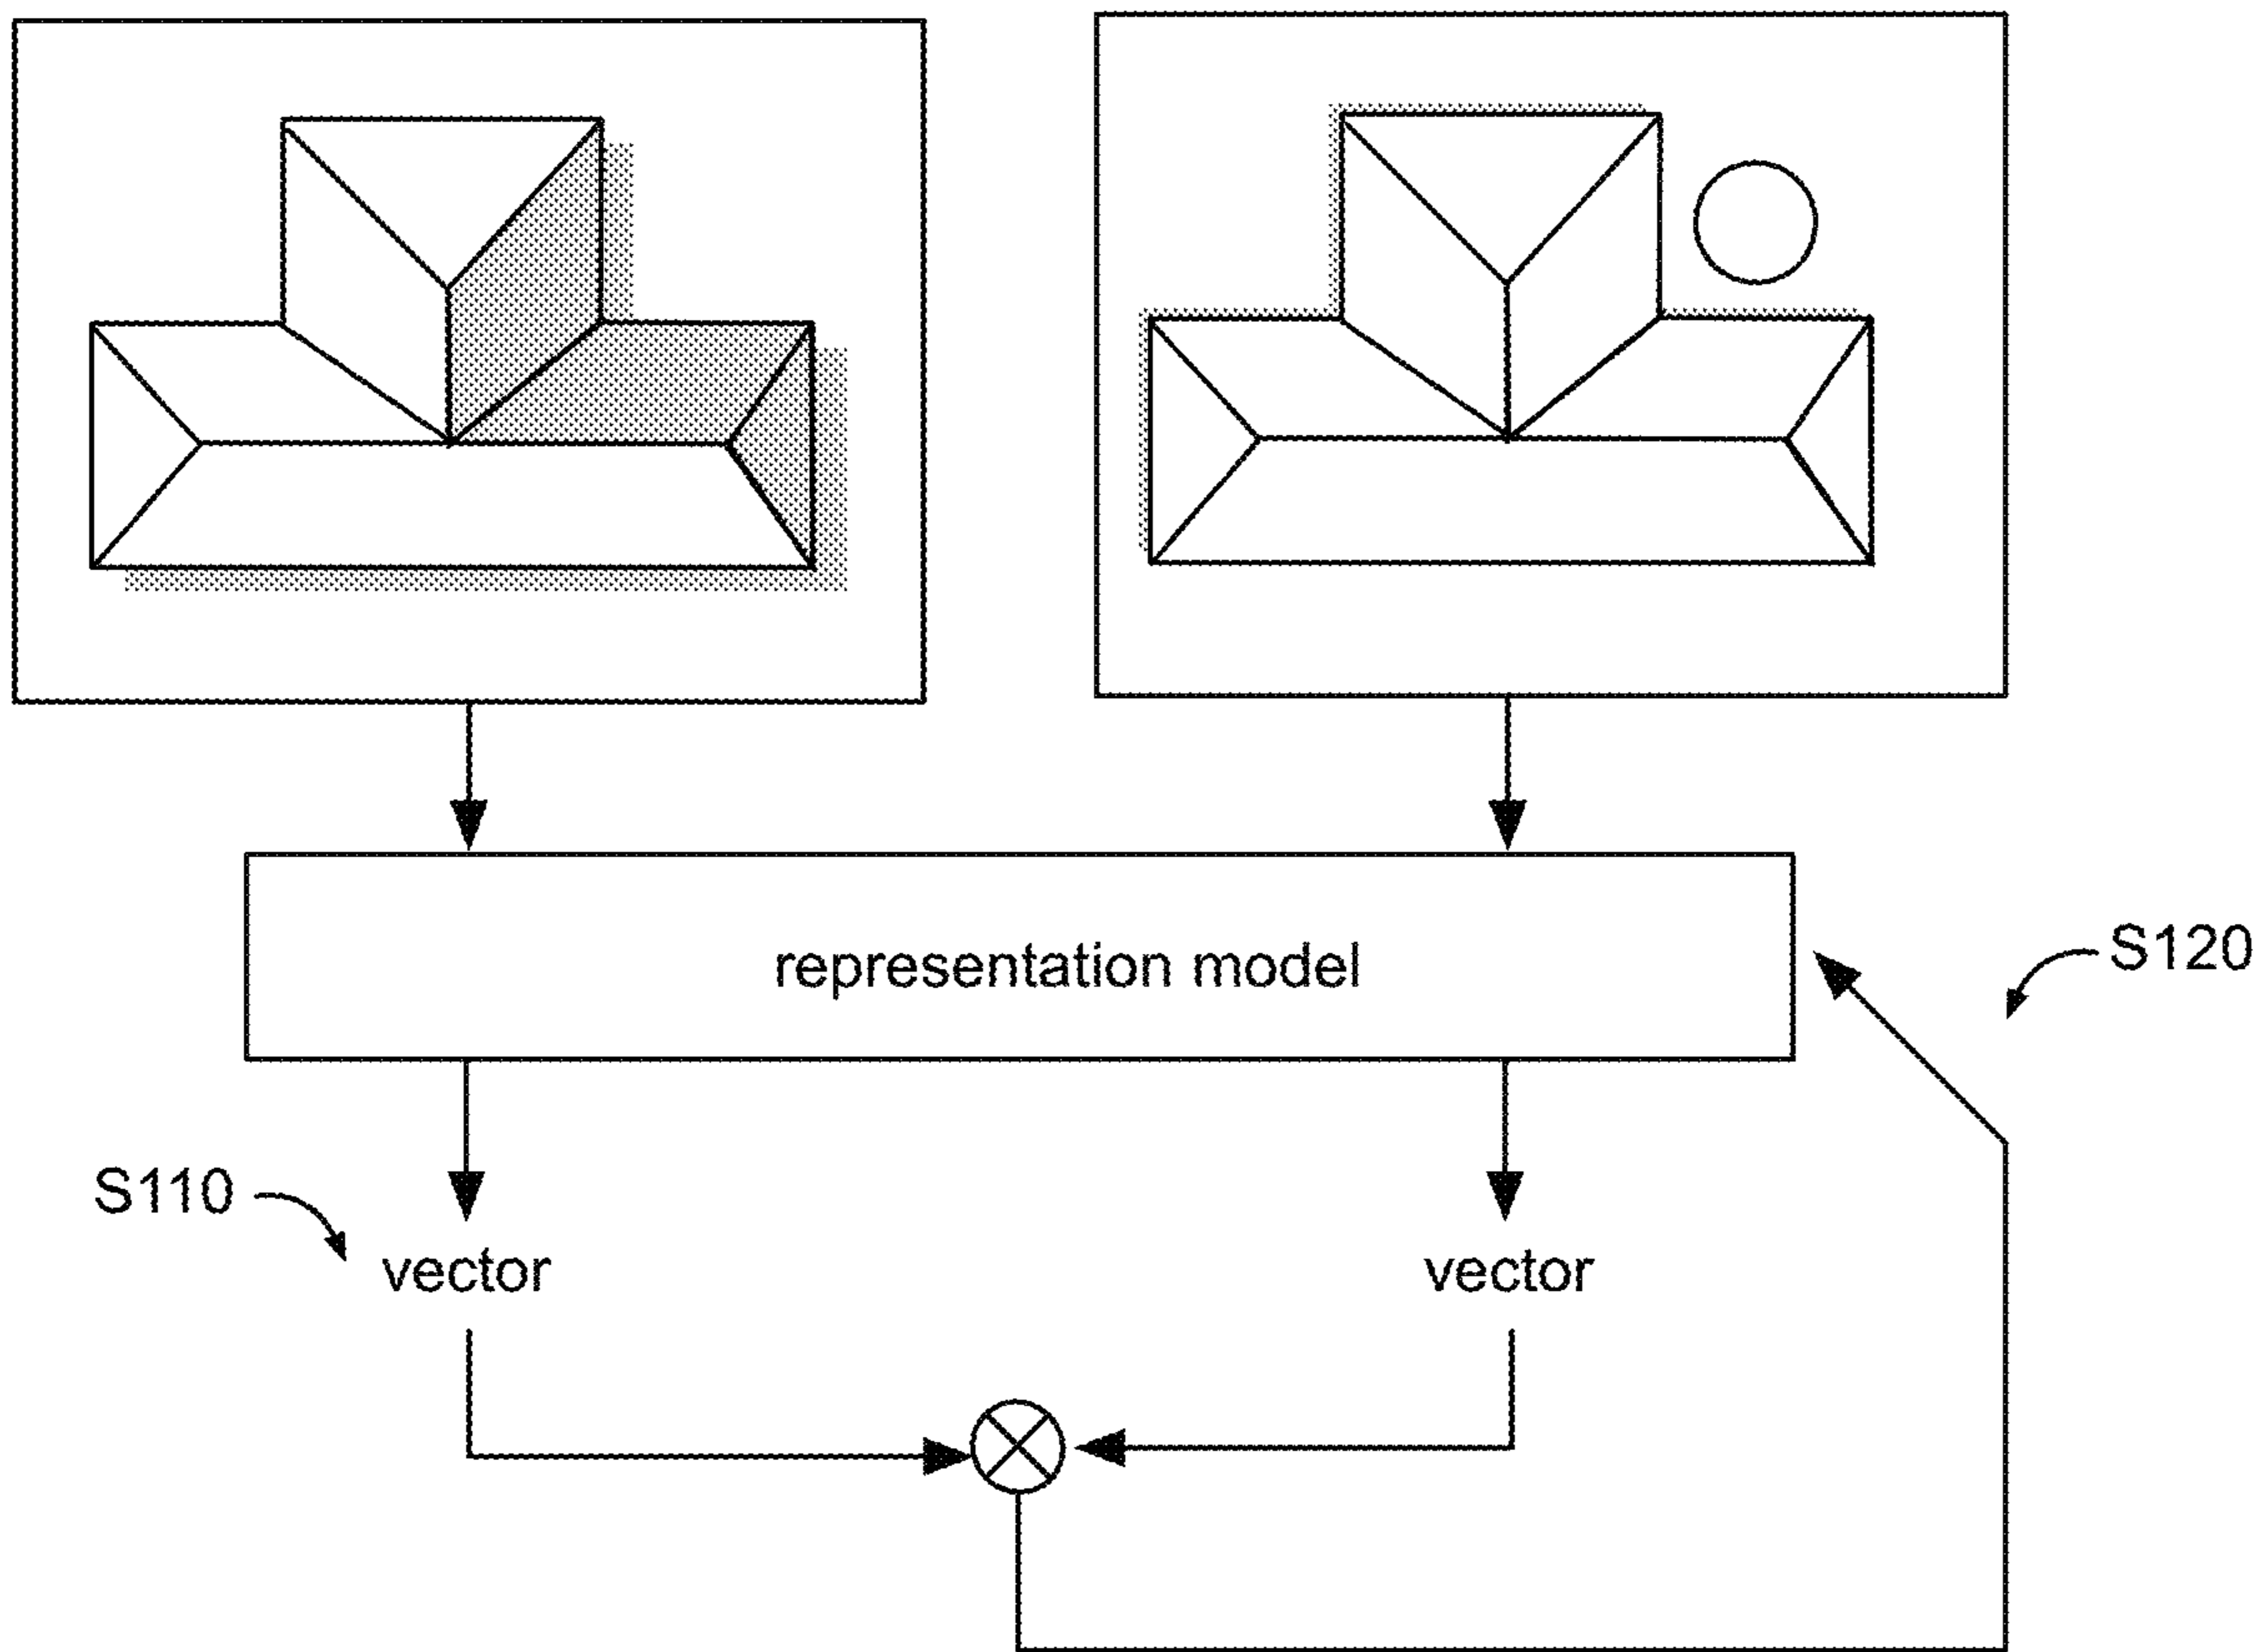 representation model
S120
S110
vector
vector